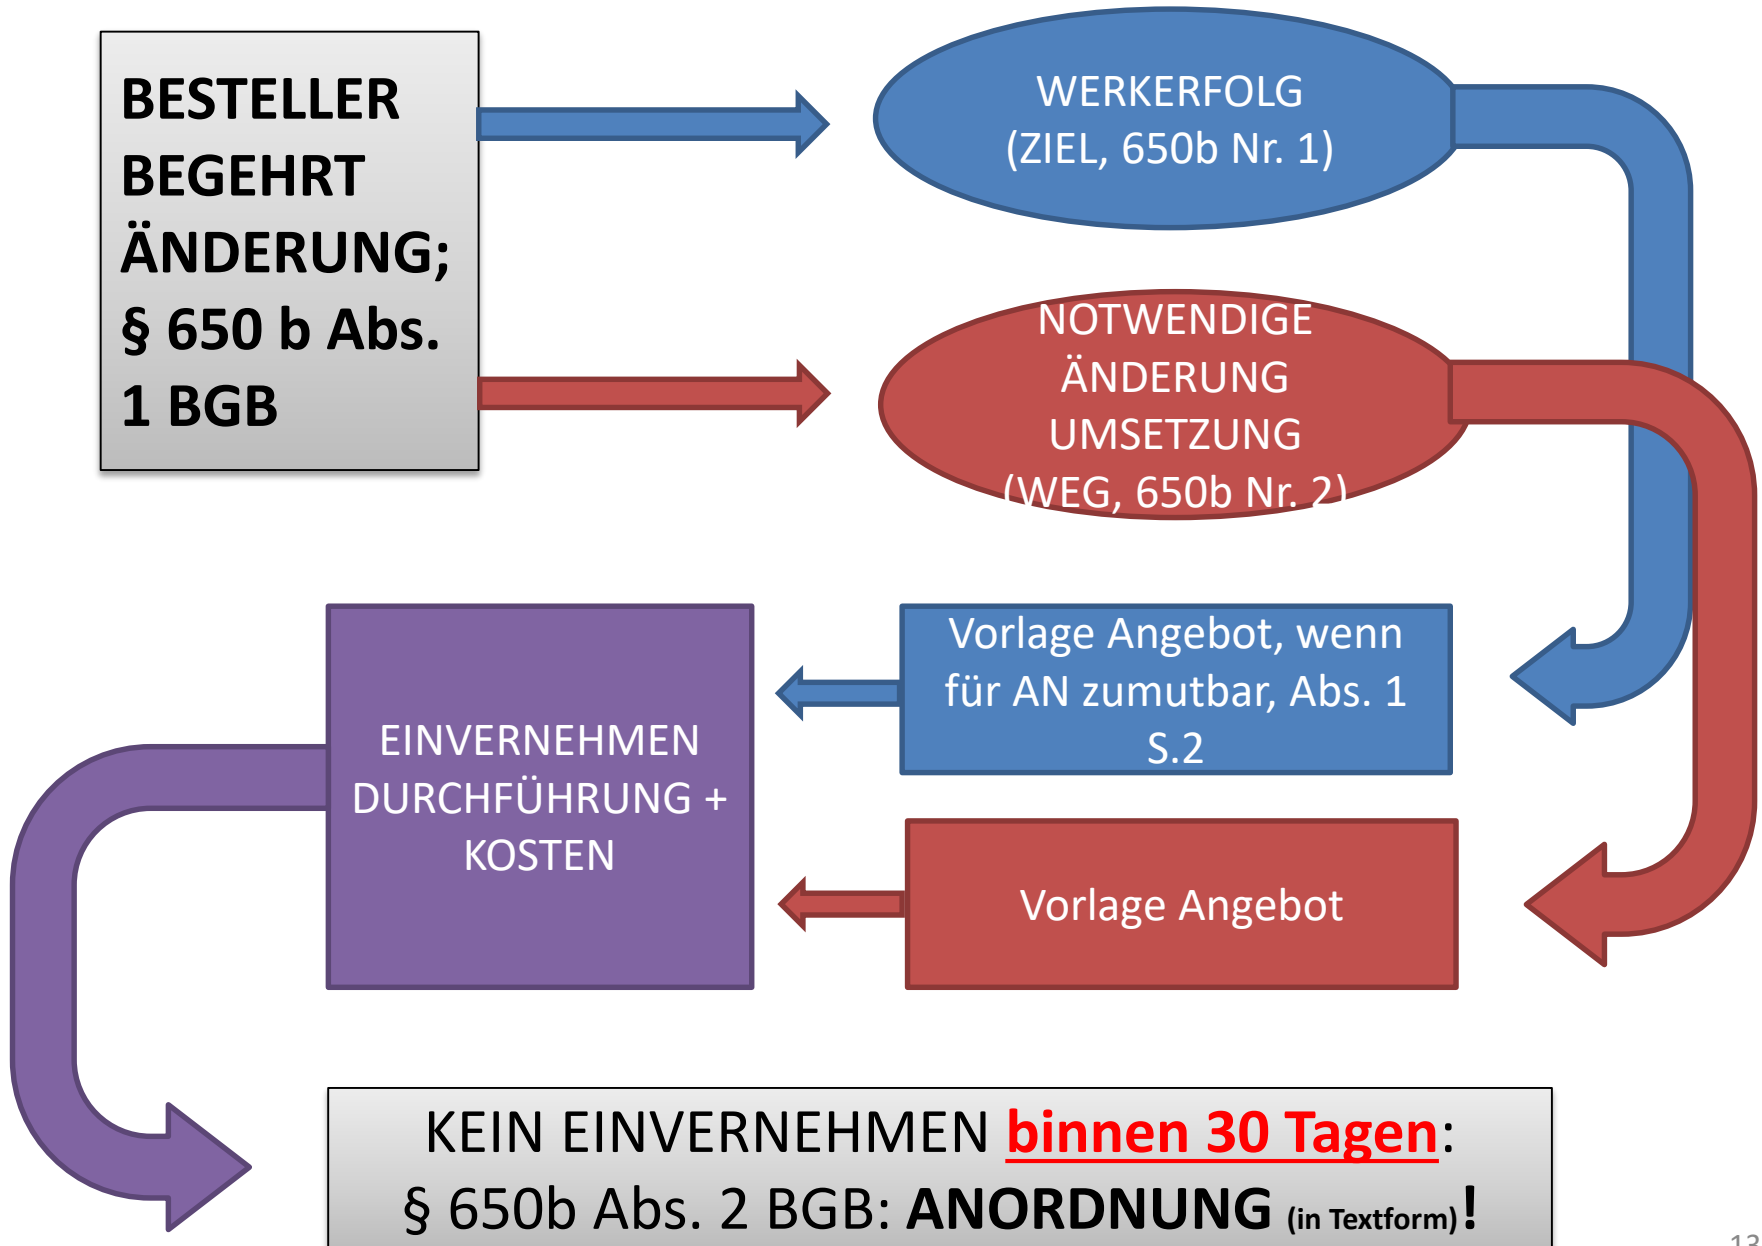 BESTELLER
BEGEHRT
ÄNDERUNG;
§ 650 b Abs.
1 BGB
WERKERFOLG
(ZIEL, 650b Nr. 1)
NOTWENDIGE
ÄNDERUNG
UMSETZUNG
(WEG, 650b Nr. 2)
Vorlage Angebot, wenn
für AN zumutbar, Abs. 1
S.2
EINVERNEHMEN
DURCHFÜHRUNG +
KOSTEN
Vorlage Angebot
KEIN EINVERNEHMEN binnen 30 Tagen:
§ 650b Abs. 2 BGB: ANORDNUNG (in Textform)!
13